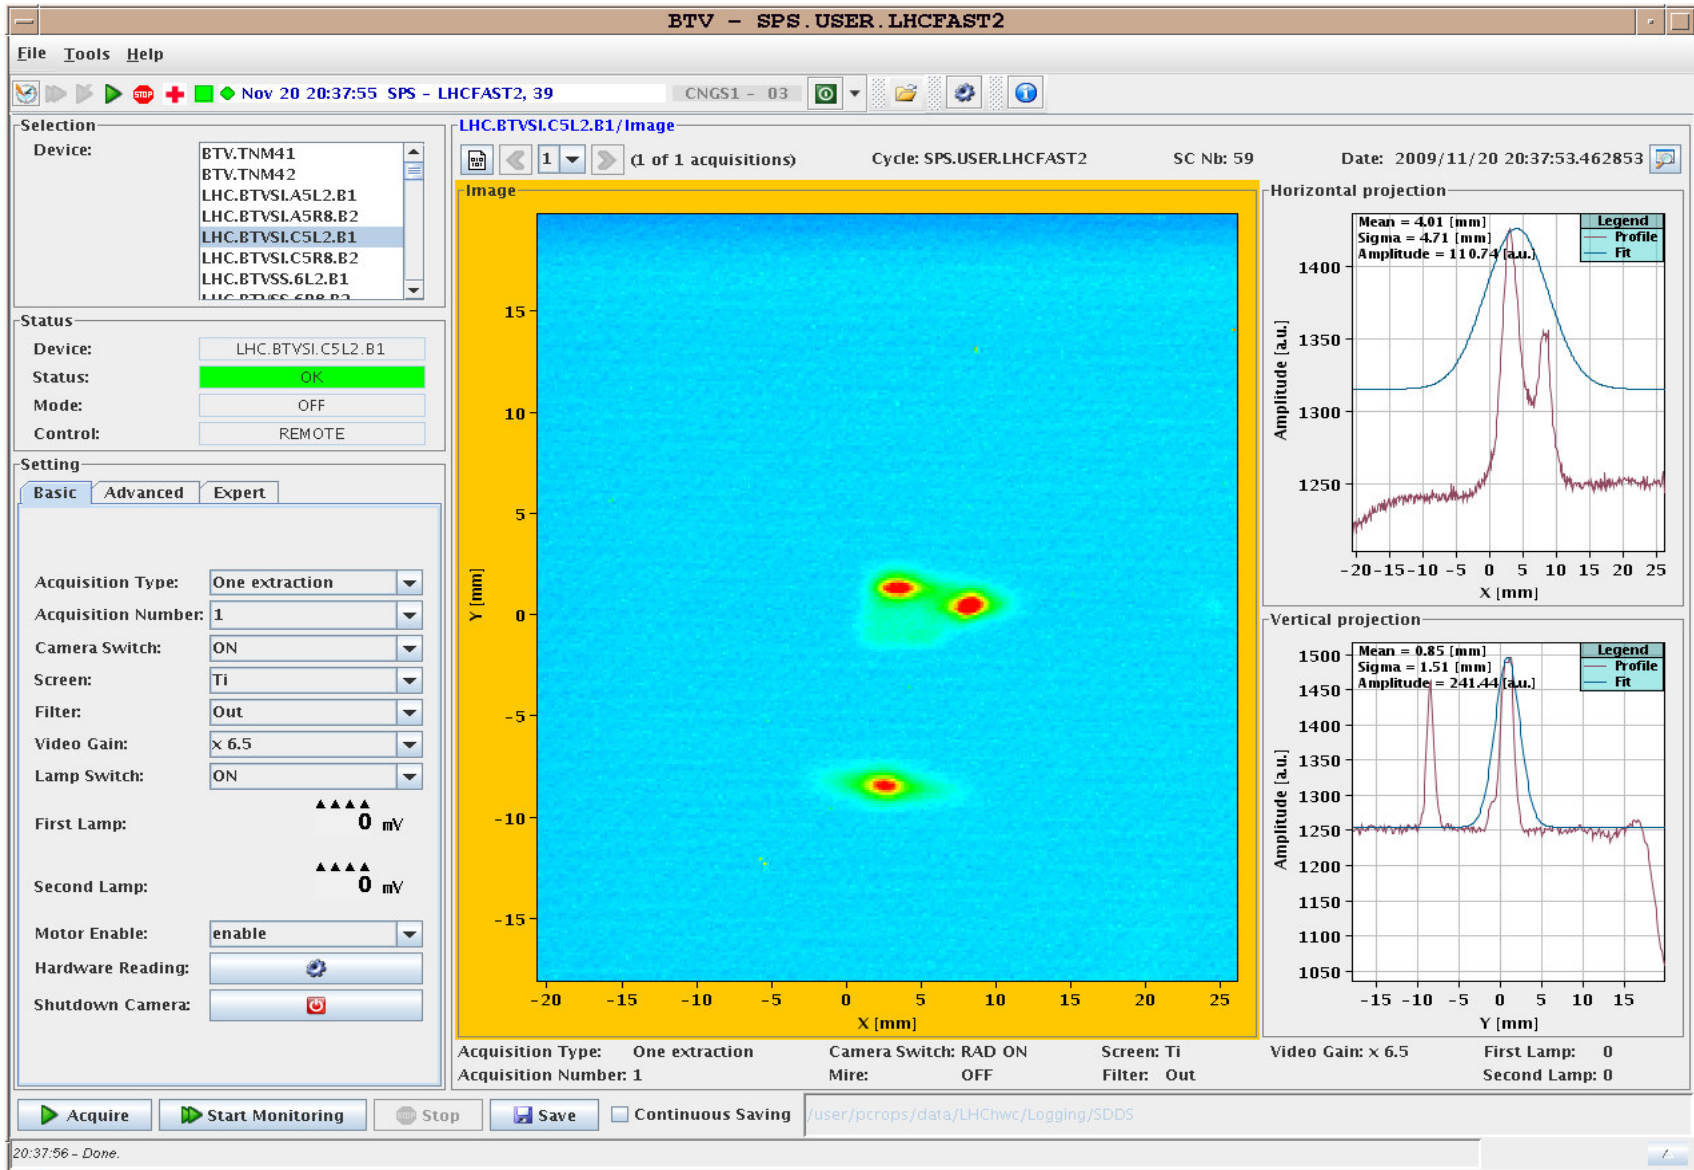 BTV - SPS.USER.LHCFAST2
File Tools Help
STOP Nov 20 20:37:55 SPS - LHCFAST2, 39 CNGS1 - 03
Selection
Device:
BTV.TNM41
BTV.TNM42
LHC.BTVSI.A5L2.B1
LHC.BTVSI.A5R8.B2
LHC.BTVSI.C5L2.B1
LHC.BTVSI.C5R8.B2
LHC.BTVSS.6L2.B1
LHC.BTVSS.6R8.B2
Status
Device: LHC.BTVSI.C5L2.B1
Status: OK
Mode: OFF
Control: REMOTE
Setting
Basic Advanced Expert
Acquisition Type: One extraction
Acquisition Number: 1
Camera Switch: ON
Screen: Ti
Filter: Out
Video Gain: x 6.5
Lamp Switch: ON
First Lamp: 0 mV
Second Lamp: 0 mV
Motor Enable: enable
Hardware Reading:
Shutdown Camera:
LHC.BTVSI.C5L2.B1/Image
1 (1 of 1 acquisitions) Cycle: SPS.USER.LHCFAST2 SC Nb: 59 Date: 2009/11/20 20:37:53.462853
Image
15
10
5
0
-5
-10
-15
Y [mm]
-20 -15 -10 -5 0 5 10 15 20 25
X [mm]
Horizontal projection
Mean = 4.01 [mm]
Sigma = 4.71 [mm]
Amplitude = 110.74 [a.u.]
Legend
Profile
Fit
1400
1350
1300
1250
Amplitude [a.u.]
-20 -15 -10 -5 0 5 10 15 20 25
X [mm]
Vertical projection
Mean = 0.85 [mm]
Sigma = 1.51 [mm]
Amplitude = 241.44 [a.u.]
Legend
Profile
Fit
1500
1450
1400
1350
1300
1250
1200
1150
1100
1050
Amplitude [a.u.]
-15 -10 -5 0 5 10 15
Y [mm]
Acquisition Type: One extraction Camera Switch: RAD ON Screen: Ti Video Gain: x 6.5 First Lamp: 0
Acquisition Number: 1 Mire: OFF Filter: Out Second Lamp: 0
Acquire Start Monitoring Stop Save Continuous Saving /user/pcrops/data/LHChwc/Logging/SDDS
20:37:56 - Done.